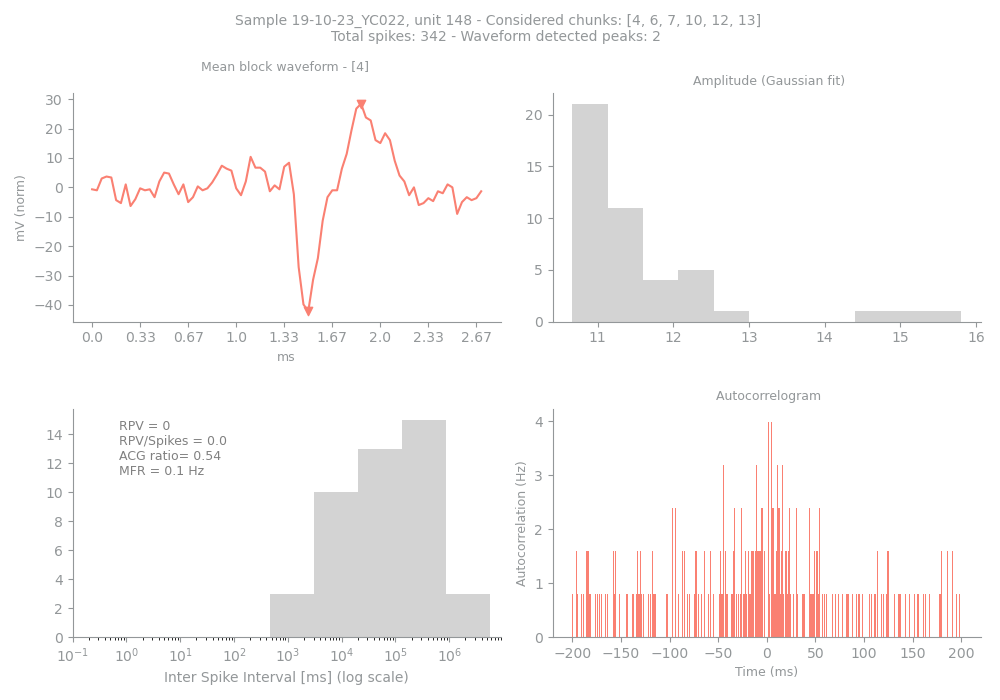 Sample 19-10-23_YC022, unit 148 - Considered chunks: [4, 6, 7, 10, 12, 13]
Total spikes: 342 - Waveform detected peaks: 2
Mean block waveform - [4]
30
20
10
0
−10
−20
−30
−40
mV (norm)
0.0 0.33 0.67 1.0 1.33 1.67 2.0 2.33 2.67
ms
Amplitude (Gaussian fit)
20
15
10
5
0
11 12 13 14 15 16
RPV = 0
RPV/Spikes = 0.0
ACG ratio= 0.54
MFR = 0.1 Hz
14
12
10
8
6
4
2
0
10⁻¹ 10⁰ 10¹ 10² 10³ 10⁴ 10⁵ 10⁶
Inter Spike Interval [ms] (log scale)
Autocorrelogram
4
3
2
1
0
Autocorrelation (Hz)
−200 −150 −100 −50 0 50 100 150 200
Time (ms)